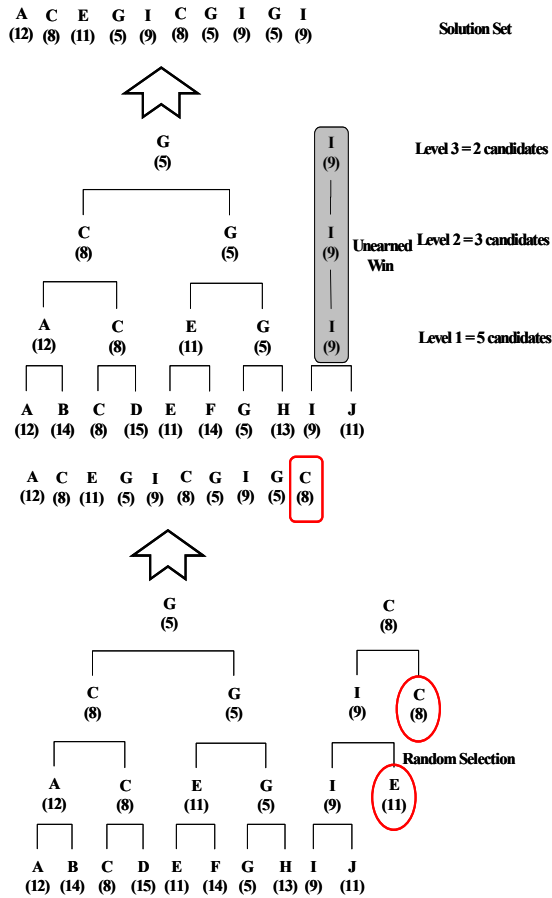 A C E G I C G I G I
(12) (8) (11) (5) (9) (8) (5) (9) (5) (9)
Solution Set
G I
(5) (9)
Level 3 = 2 candidates
C G I
(8) (5) (9)
Unearned
Win
Level 2 = 3 candidates
A C E G I
(12) (8) (11) (5) (9)
Level 1 = 5 candidates
A B C D E F G H I J
(12) (14) (8) (15) (11) (14) (5) (13) (9) (11)
A C E G I C G I G C
(12) (8) (11) (5) (9) (8) (5) (9) (5) (8)
G C
(5) (8)
C G I C
(8) (5) (9) (8)
Random Selection
A C E G I E
(12) (8) (11) (5) (9) (11)
A B C D E F G H I J
(12) (14) (8) (15) (11) (14) (5) (13) (9) (11)